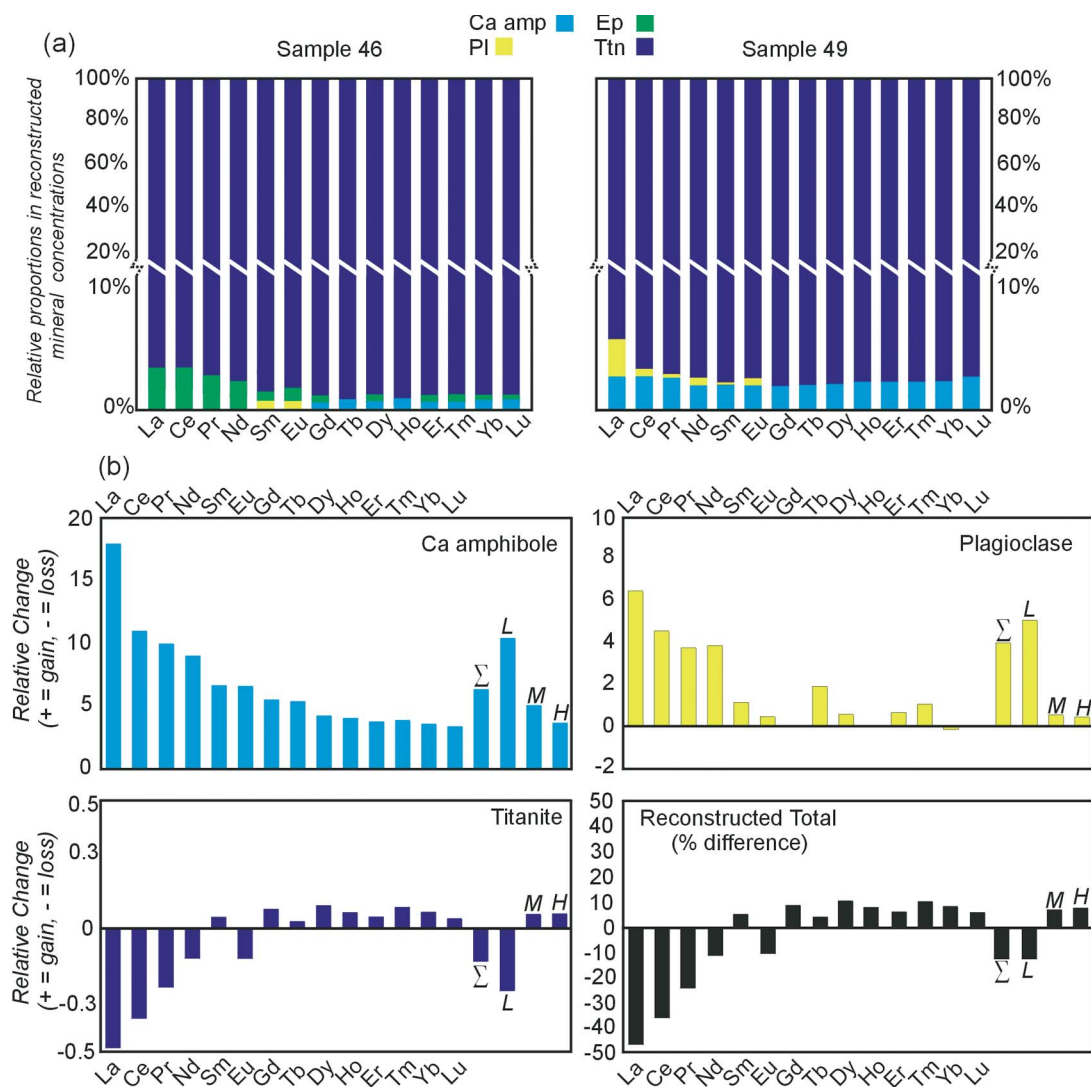 (a)
Ca amp Ep
Pl Ttn
Sample 46 Sample 49
Relative proportions in reconstructed
mineral concentrations
100% 100%
80% 80%
60% 60%
40% 40%
20% 20%
10% 10%
0% 0%
La Ce Pr Nd Sm Eu Gd Tb Dy Ho Er Tm Yb Lu La Ce Pr Nd Sm Eu Gd Tb Dy Ho Er Tm Yb Lu
(b)
La Ce Pr Nd Sm Eu Gd Tb Dy Ho Er Tm Yb Lu La Ce Pr Nd Sm Eu Gd Tb Dy Ho Er Tm Yb Lu
Relative Change
(+ = gain, - = loss)
20
15
10
5
0
Ca amphibole
Σ L M H
10
8
6
4
2
0
-2
Plagioclase
Σ L M H
Relative Change
(+ = gain, - = loss)
0.5
0.3
0
-0.3
-0.5
Titanite
Σ L M H
50
40
30
20
10
0
-10
-20
-30
-40
-50
Reconstructed Total
(% difference)
Σ L M H
La Ce Pr Nd Sm Eu Gd Tb Dy Ho Er Tm Yb Lu La Ce Pr Nd Sm Eu Gd Tb Dy Ho Er Tm Yb Lu